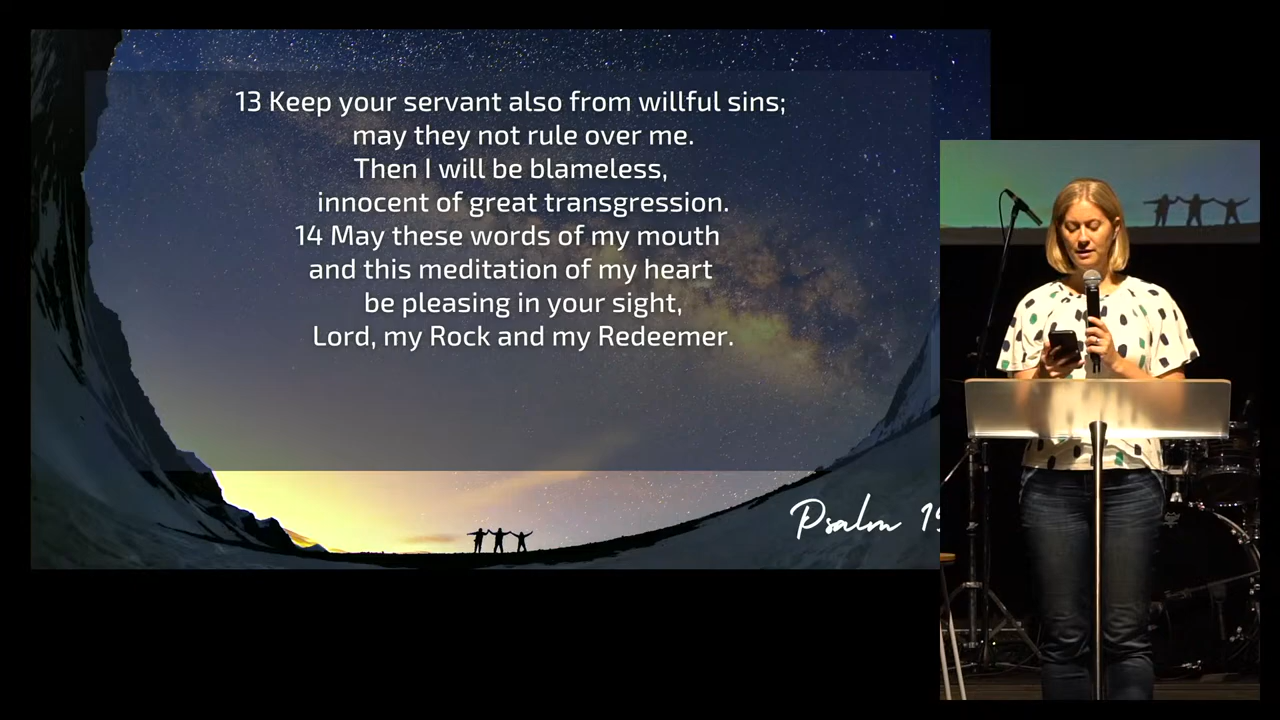 13 Keep your servant also from willful sins;
may they not rule over me.
Then I will be blameless,
innocent of great transgression.
14 May these words of my mouth
and this meditation of my heart
be pleasing in your sight,
Lord, my Rock and my Redeemer.
Psalm 19